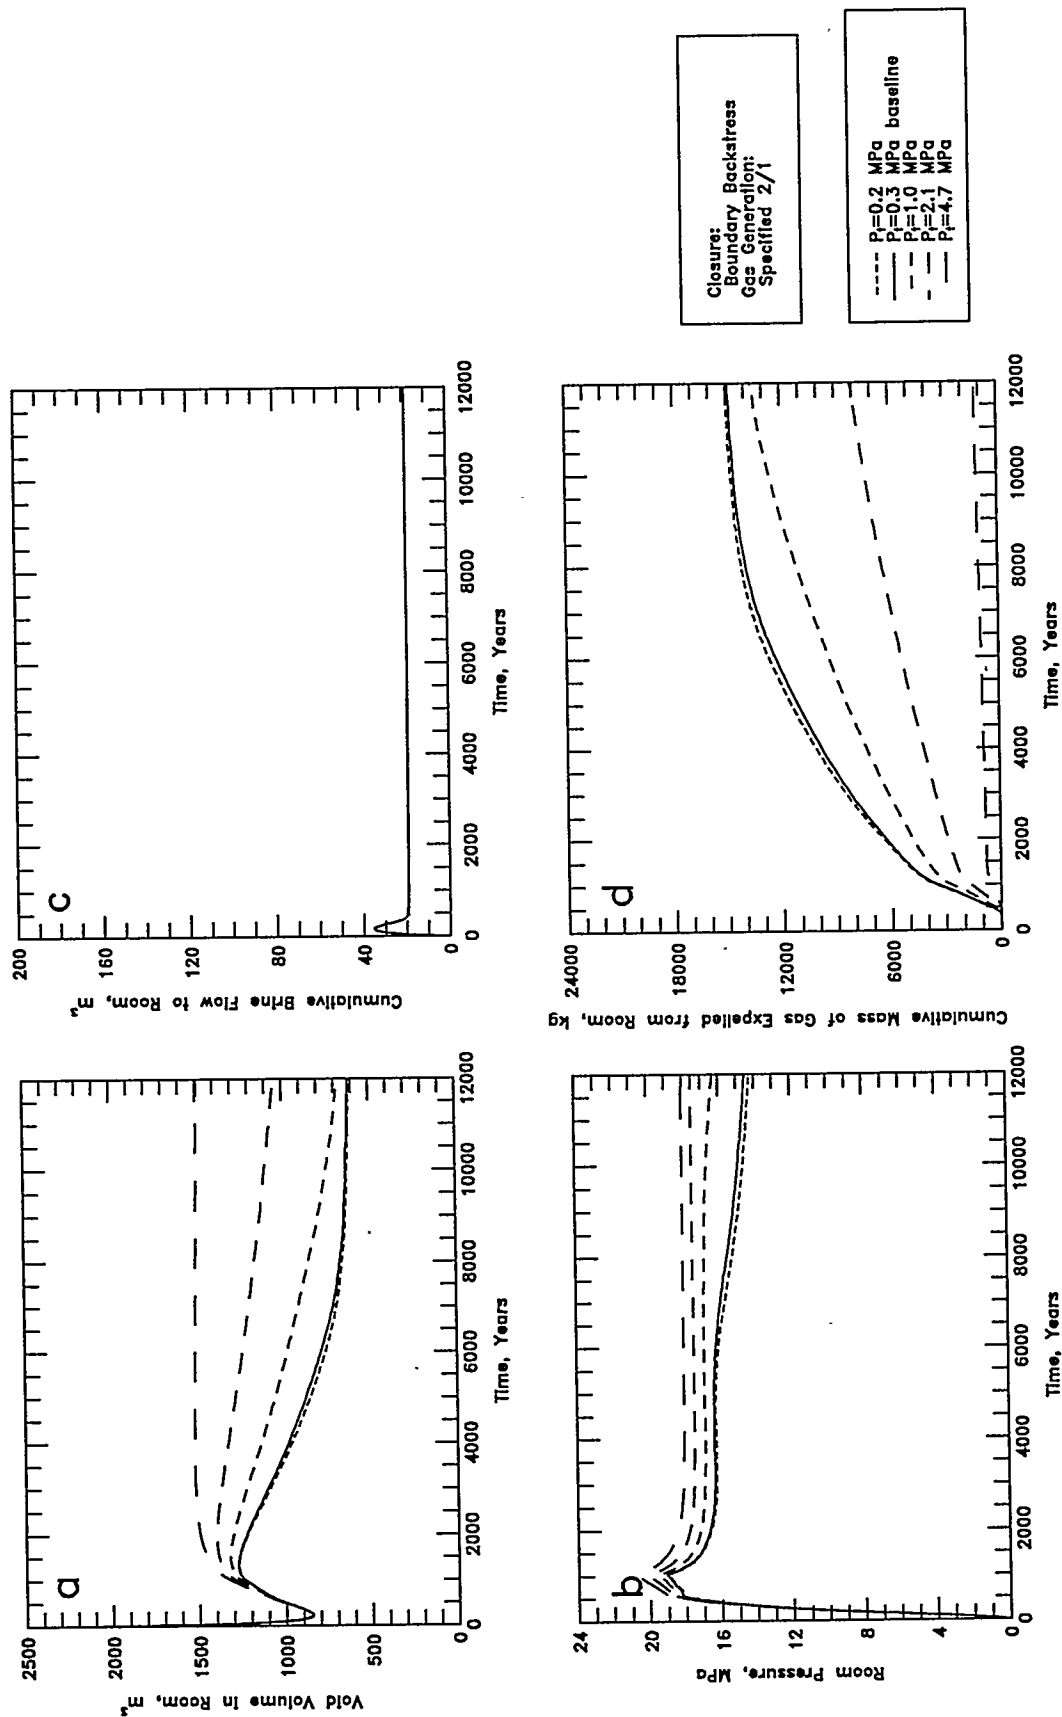 a
2500
2000
1500
1000
500
0
Void Volume in Room, m³
0
2000
4000
6000
8000
10000
12000
Time, Years
c
200
160
120
80
40
0
Cumulative Brine Flow to Room, m³
0
2000
4000
6000
8000
10000
12000
Time, Years
b
24
20
16
12
8
4
0
Room Pressure, MPa
0
2000
4000
6000
8000
10000
12000
Time, Years
d
24000
18000
12000
6000
0
Cumulative Mass of Gas Expelled from Room, kg
0
2000
4000
6000
8000
10000
12000
Time, Years
Closure:
Boundary Backstress
Gas Generation:
Specified 2/1
Pt=0.2 MPa
Pt=0.3 MPa baseline
Pt=1.0 MPa
Pt=2.1 MPa
Pt=4.7 MPa